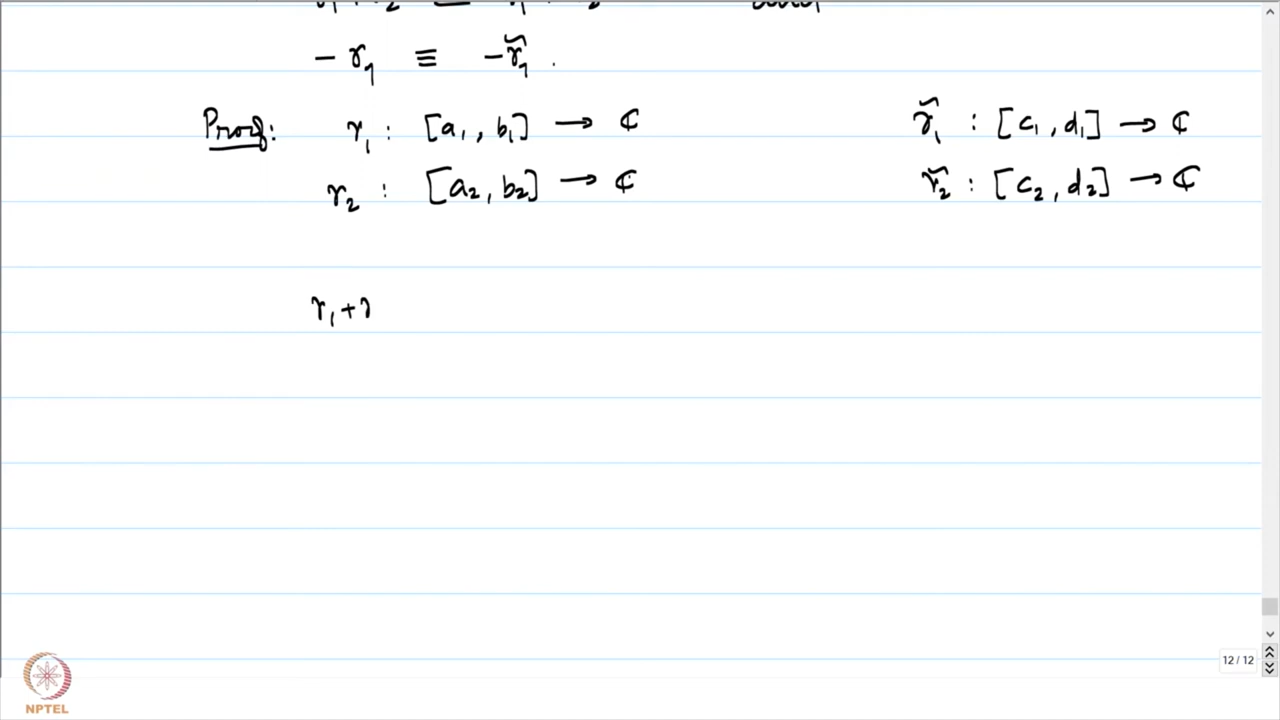 - γ₁ ≡ - γ̃₁ .
Proof: γ₁ : [a₁, b₁] → ℂ γ̃₁ : [c₁, d₁] → ℂ
γ₂ : [a₂, b₂] → ℂ γ̃₂ : [c₂, d₂] → ℂ
γ₁ +
12 / 12
NPTEL